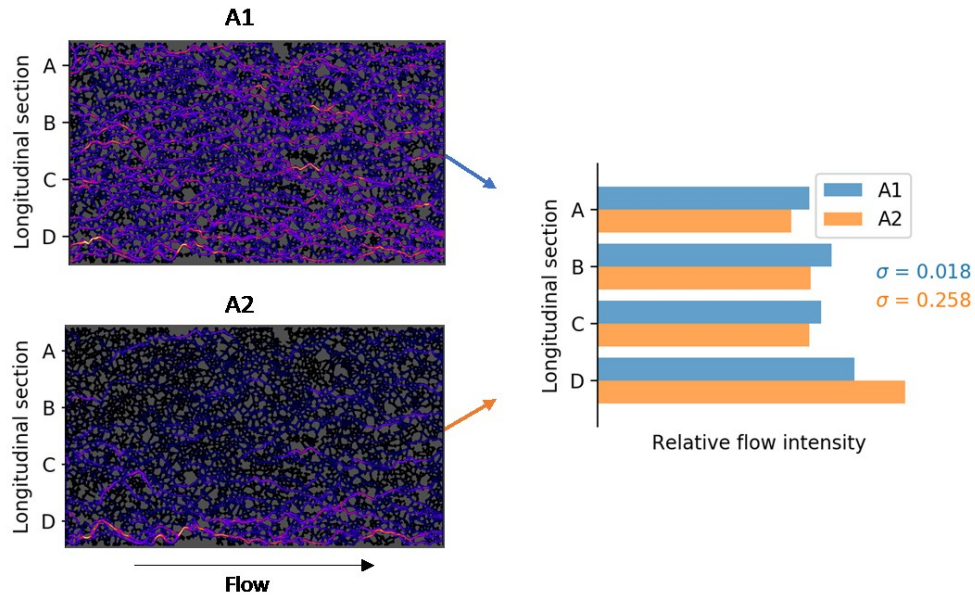 A1
Longitudinal section
A
B
C
D
A2
Longitudinal section
A
B
C
D
Flow
Longitudinal section
A
B
C
D
A1
A2
σ = 0.018
σ = 0.258
Relative flow intensity